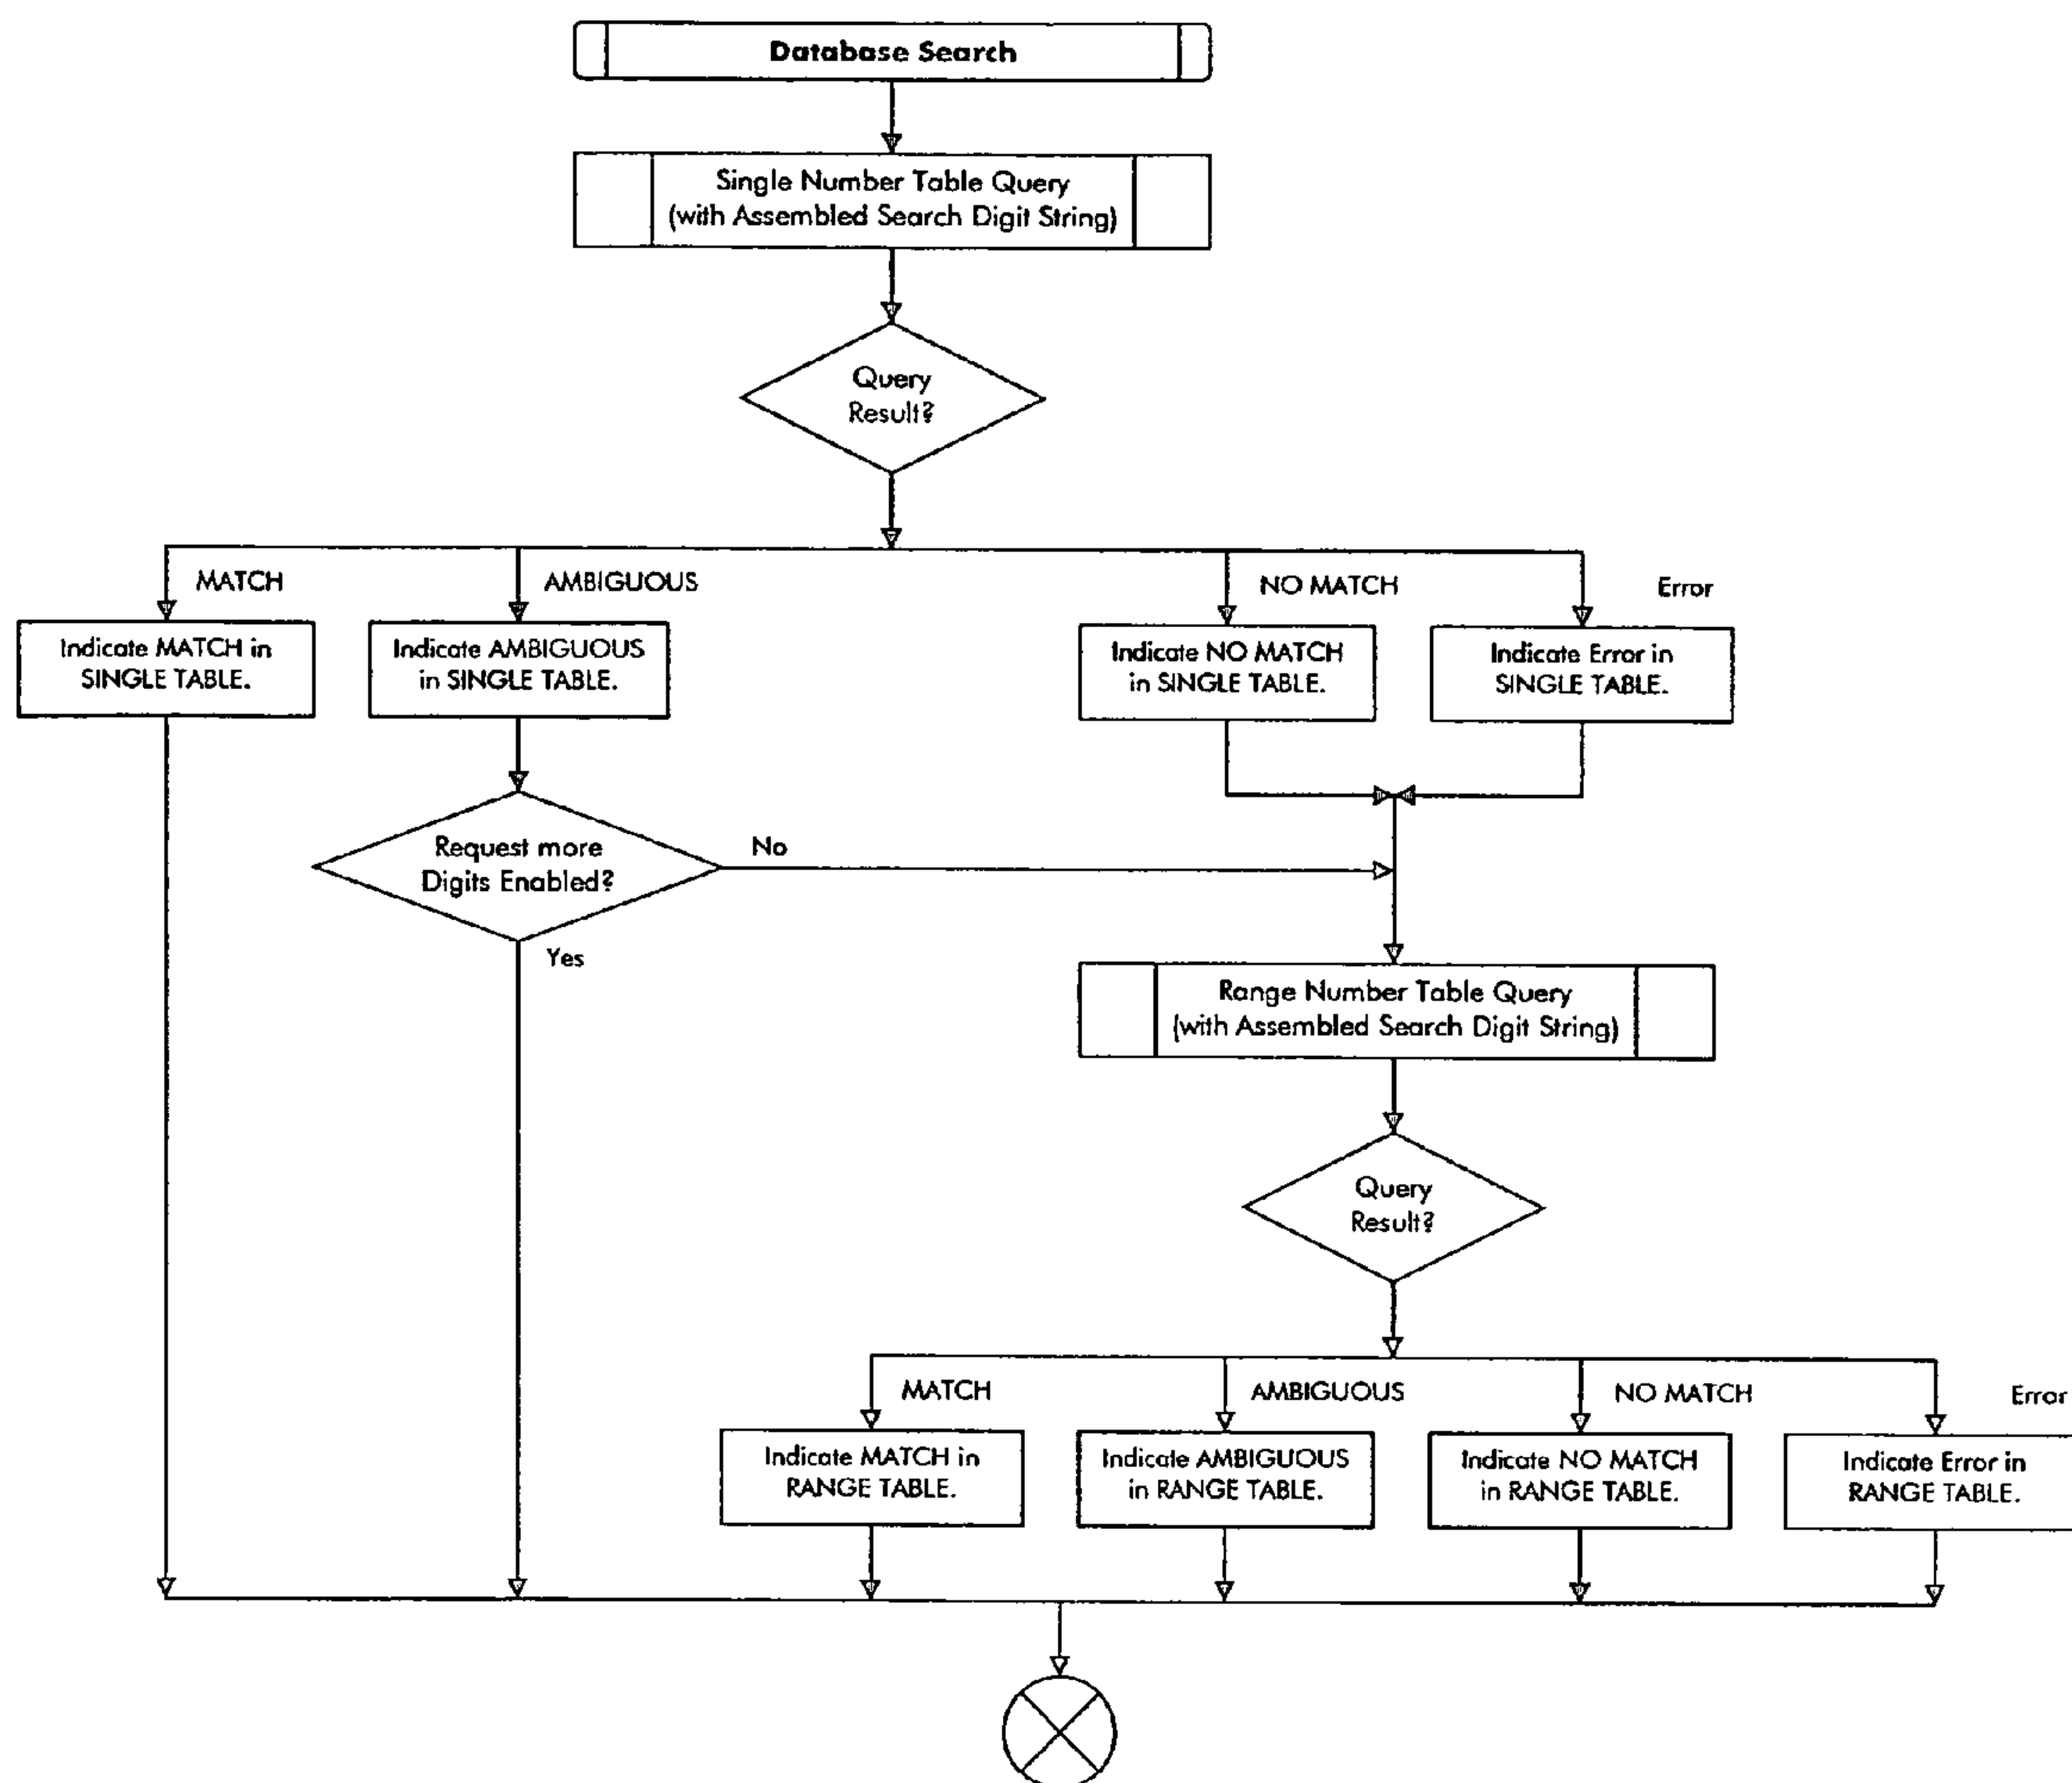 Database Search
Single Number Table Query
(with Assembled Search Digit String)
Query
Result?
MATCH
AMBIGUOUS
NO MATCH
Error
Indicate MATCH in
SINGLE TABLE.
Indicate AMBIGUOUS
in SINGLE TABLE.
Indicate NO MATCH
in SINGLE TABLE.
Indicate Error in
SINGLE TABLE.
Request more
Digits Enabled?
No
Yes
Range Number Table Query
(with Assembled Search Digit String)
Query
Result?
MATCH
AMBIGUOUS
NO MATCH
Error
Indicate MATCH in
RANGE TABLE.
Indicate AMBIGUOUS
in RANGE TABLE.
Indicate NO MATCH
in RANGE TABLE.
Indicate Error in
RANGE TABLE.